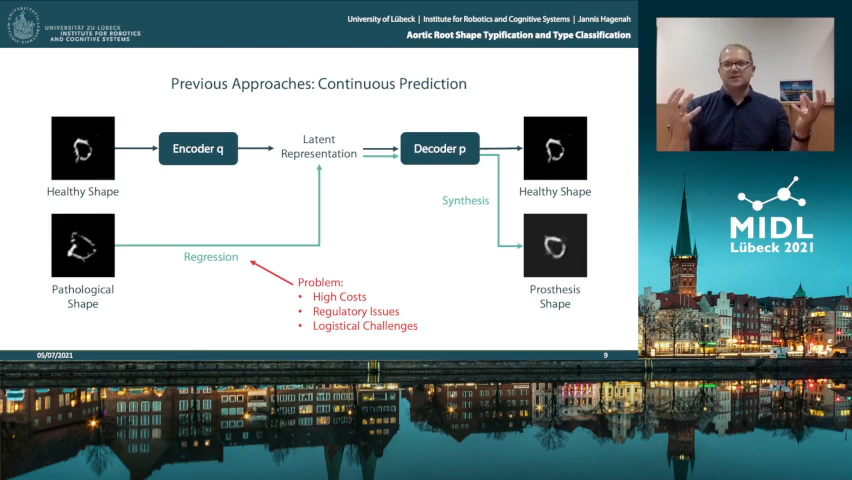 UNIVERSITÄT ZU LÜBECK
INSTITUTE FOR ROBOTICS
AND COGNITIVE SYSTEMS
University of Lübeck | Institute for Robotics and Cognitive Systems | Jannis Hagenah
Aortic Root Shape Typification and Type Classification
Previous Approaches: Continuous Prediction
Encoder q
Latent
Representation
Decoder p
Healthy Shape
Healthy Shape
Synthesis
Regression
Pathological
Shape
Prosthesis
Shape
Problem:
• High Costs
• Regulatory Issues
• Logistical Challenges
05/07/2021
9
MIDL
Lübeck 2021